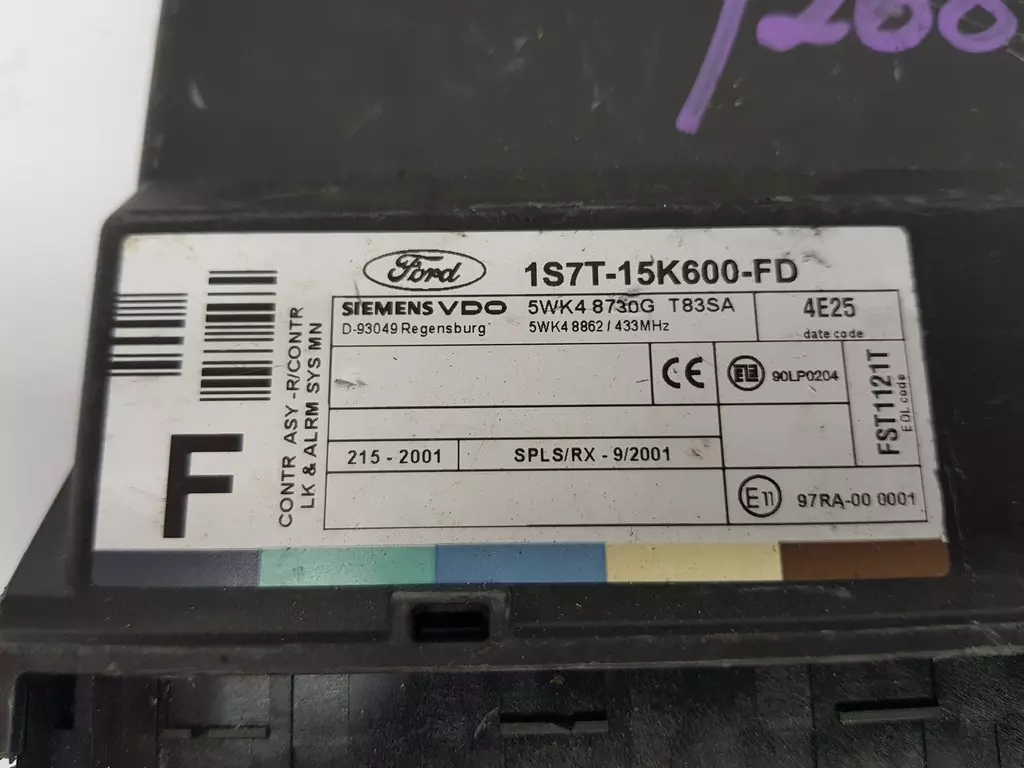 1200
Ford 1S7T-15K600-FD
SIEMENS VDO 5WK4 8730G T83SA 4E25
D-93049 Regensburg 5WK4 8862 / 433MHz date code
CE 90LP0204
215 - 2001 SPLS/RX - 9/2001
E11 97RA-00 0001
FST1121T
EOL code
F
CONTR ASY -R/CONTR
LK & ALRM SYS MN